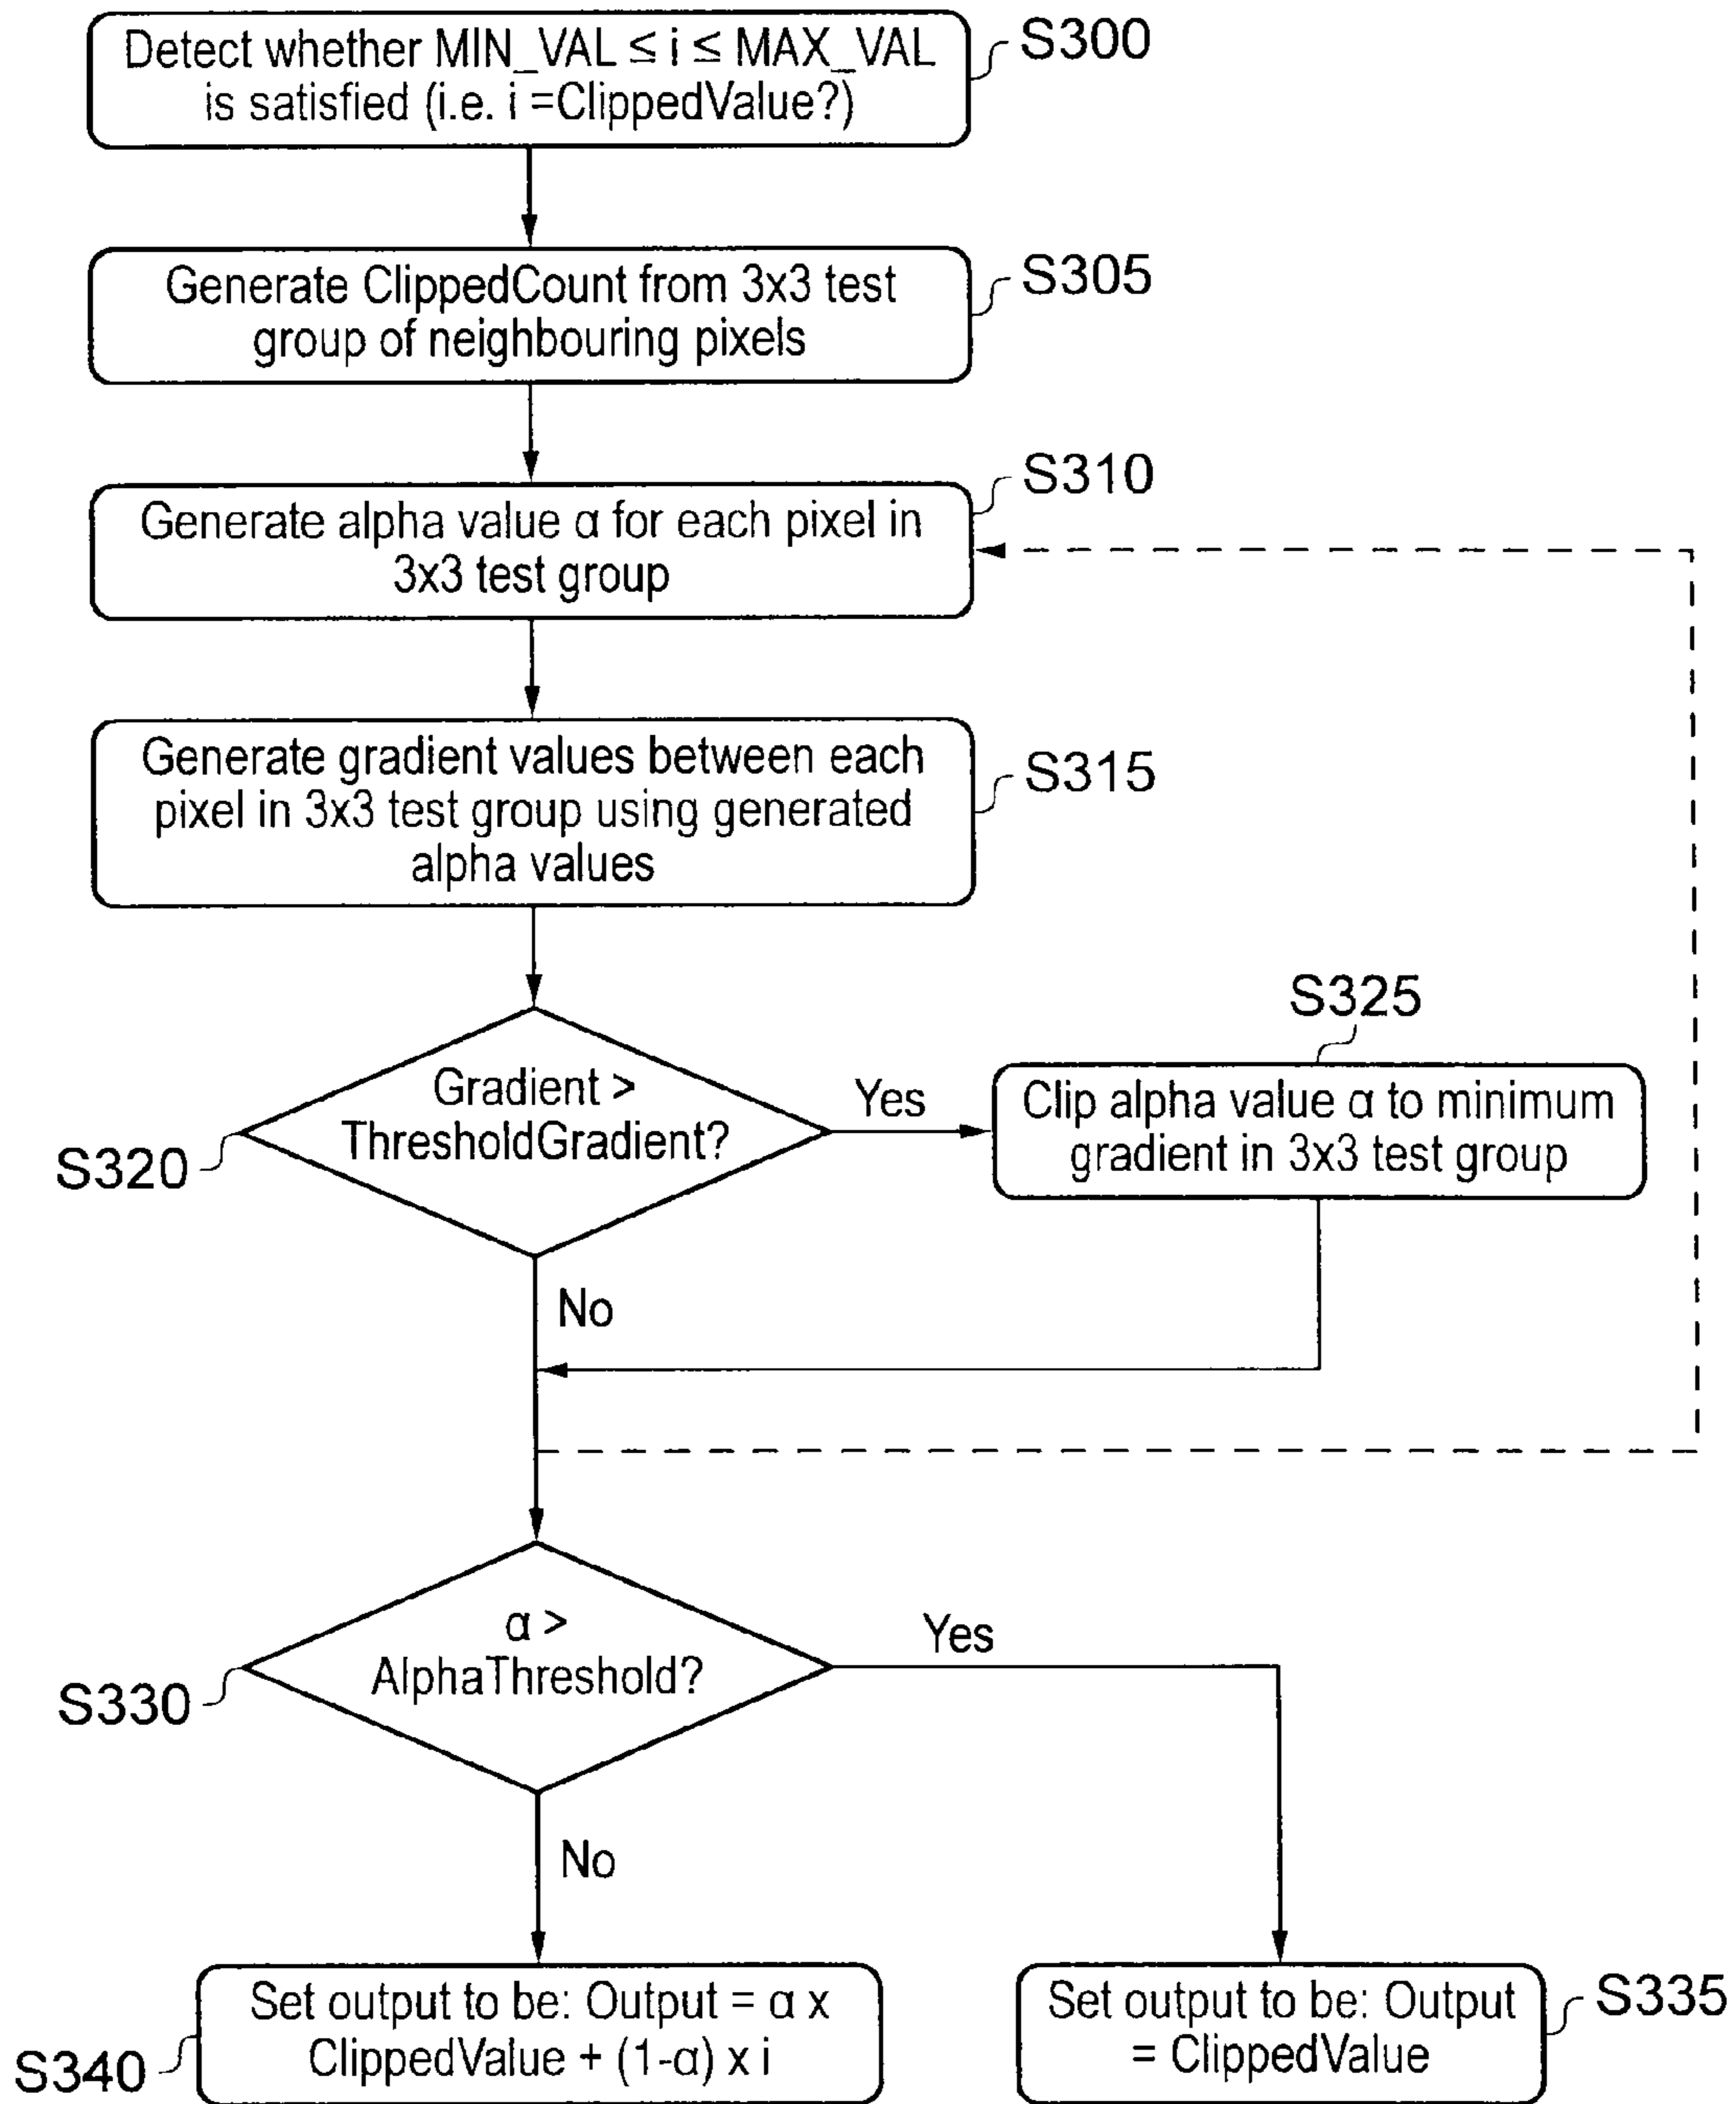 Detect whether MIN_VAL ≤ i ≤ MAX_VAL
is satisfied (i.e. i =ClippedValue?)
S300
Generate ClippedCount from 3x3 test
group of neighbouring pixels
S305
Generate alpha value α for each pixel in
3x3 test group
S310
Generate gradient values between each
pixel in 3x3 test group using generated
alpha values
S315
Gradient >
ThresholdGradient?
S320
Yes
S325
Clip alpha value α to minimum
gradient in 3x3 test group
No
α >
AlphaThreshold?
S330
Yes
No
Set output to be: Output = α x
ClippedValue + (1-α) x i
S340
Set output to be: Output
= ClippedValue
S335